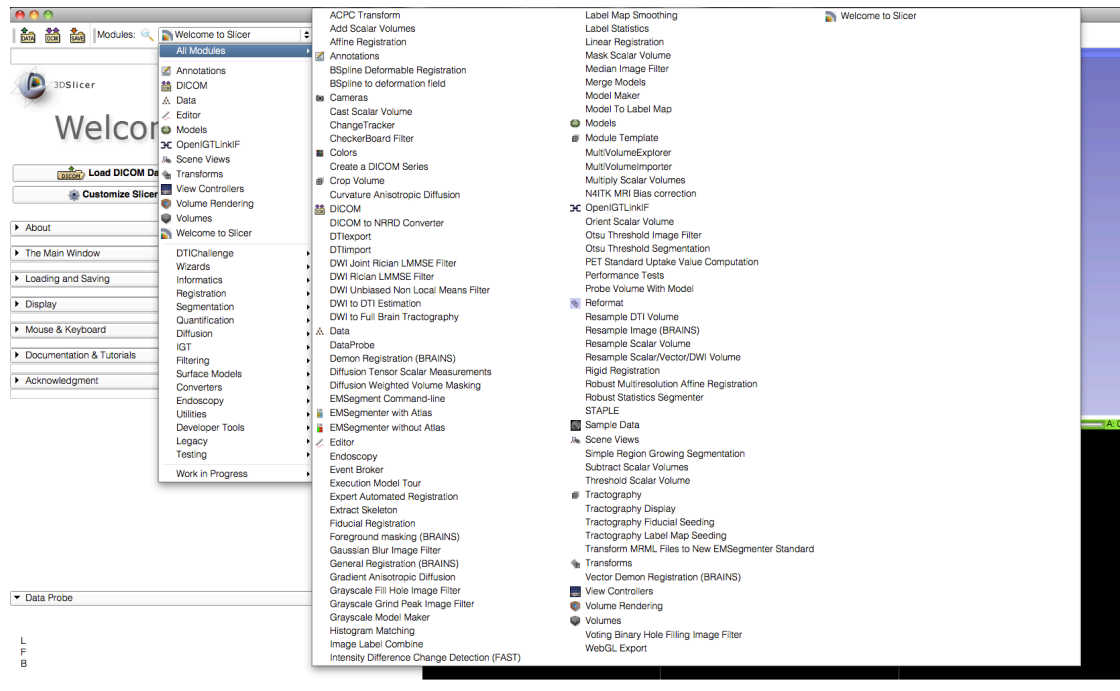 DATA DCM SAVE Modules: Welcome to Slicer
3DSlicer
Welcor
DICOM Load DICOM Da
Customize Slicer
About
The Main Window
Loading and Saving
Display
Mouse & Keyboard
Documentation & Tutorials
Acknowledgment
Data Probe
L
F
B
All Modules
Annotations
DICOM
Data
Editor
Models
OpenIGTLinkIF
Scene Views
Transforms
View Controllers
Volume Rendering
Volumes
Welcome to Slicer
DTIChallenge
Wizards
Informatics
Registration
Segmentation
Quantification
Diffusion
IGT
Filtering
Surface Models
Converters
Endoscopy
Utilities
Developer Tools
Legacy
Testing
Work in Progress
ACPC Transform
Add Scalar Volumes
Affine Registration
Annotations
BSpline Deformable Registration
BSpline to deformation field
Cameras
Cast Scalar Volume
ChangeTracker
CheckerBoard Filter
Colors
Create a DICOM Series
Crop Volume
Curvature Anisotropic Diffusion
DICOM
DICOM to NRRD Converter
DTIexport
DTIimport
DWI Joint Rician LMMSE Filter
DWI Rician LMMSE Filter
DWI Unbiased Non Local Means Filter
DWI to DTI Estimation
DWI to Full Brain Tractography
Data
DataProbe
Demon Registration (BRAINS)
Diffusion Tensor Scalar Measurements
Diffusion Weighted Volume Masking
EMSegment Command-line
EMSegmenter with Atlas
EMSegmenter without Atlas
Editor
Endoscopy
Event Broker
Execution Model Tour
Expert Automated Registration
Extract Skeleton
Fiducial Registration
Foreground masking (BRAINS)
Gaussian Blur Image Filter
General Registration (BRAINS)
Gradient Anisotropic Diffusion
Grayscale Fill Hole Image Filter
Grayscale Grind Peak Image Filter
Grayscale Model Maker
Histogram Matching
Image Label Combine
Intensity Difference Change Detection (FAST)
Label Map Smoothing
Label Statistics
Linear Registration
Mask Scalar Volume
Median Image Filter
Merge Models
Model Maker
Model To Label Map
Models
Module Template
MultiVolumeExplorer
MultiVolumeImporter
Multiply Scalar Volumes
N4ITK MRI Bias correction
OpenIGTLinkIF
Orient Scalar Volume
Otsu Threshold Image Filter
Otsu Threshold Segmentation
PET Standard Uptake Value Computation
Performance Tests
Probe Volume With Model
Reformat
Resample DTI Volume
Resample Image (BRAINS)
Resample Scalar Volume
Resample Scalar/Vector/DWI Volume
Rigid Registration
Robust Multiresolution Affine Registration
Robust Statistics Segmenter
STAPLE
Sample Data
Scene Views
Simple Region Growing Segmentation
Subtract Scalar Volumes
Threshold Scalar Volume
Tractography
Tractography Display
Tractography Fiducial Seeding
Tractography Label Map Seeding
Transform MRML Files to New EMSegmenter Standard
Transforms
Vector Demon Registration (BRAINS)
View Controllers
Volume Rendering
Volumes
Voting Binary Hole Filling Image Filter
WebGL Export
Welcome to Slicer